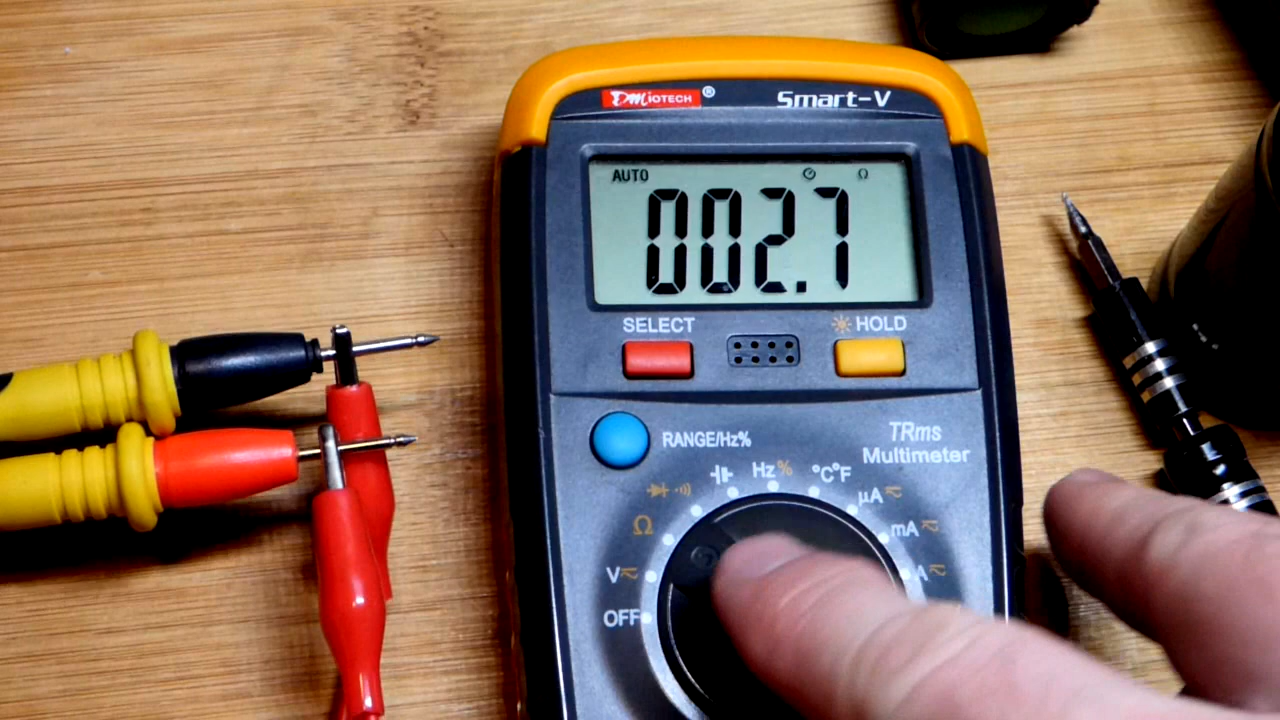 DMiOTECH® Smart-V
AUTO Ω
002.7
SELECT HOLD
RANGE/Hz%
TRms
Multimeter
Hz% °C°F
µA
Ω mA
V A
OFF